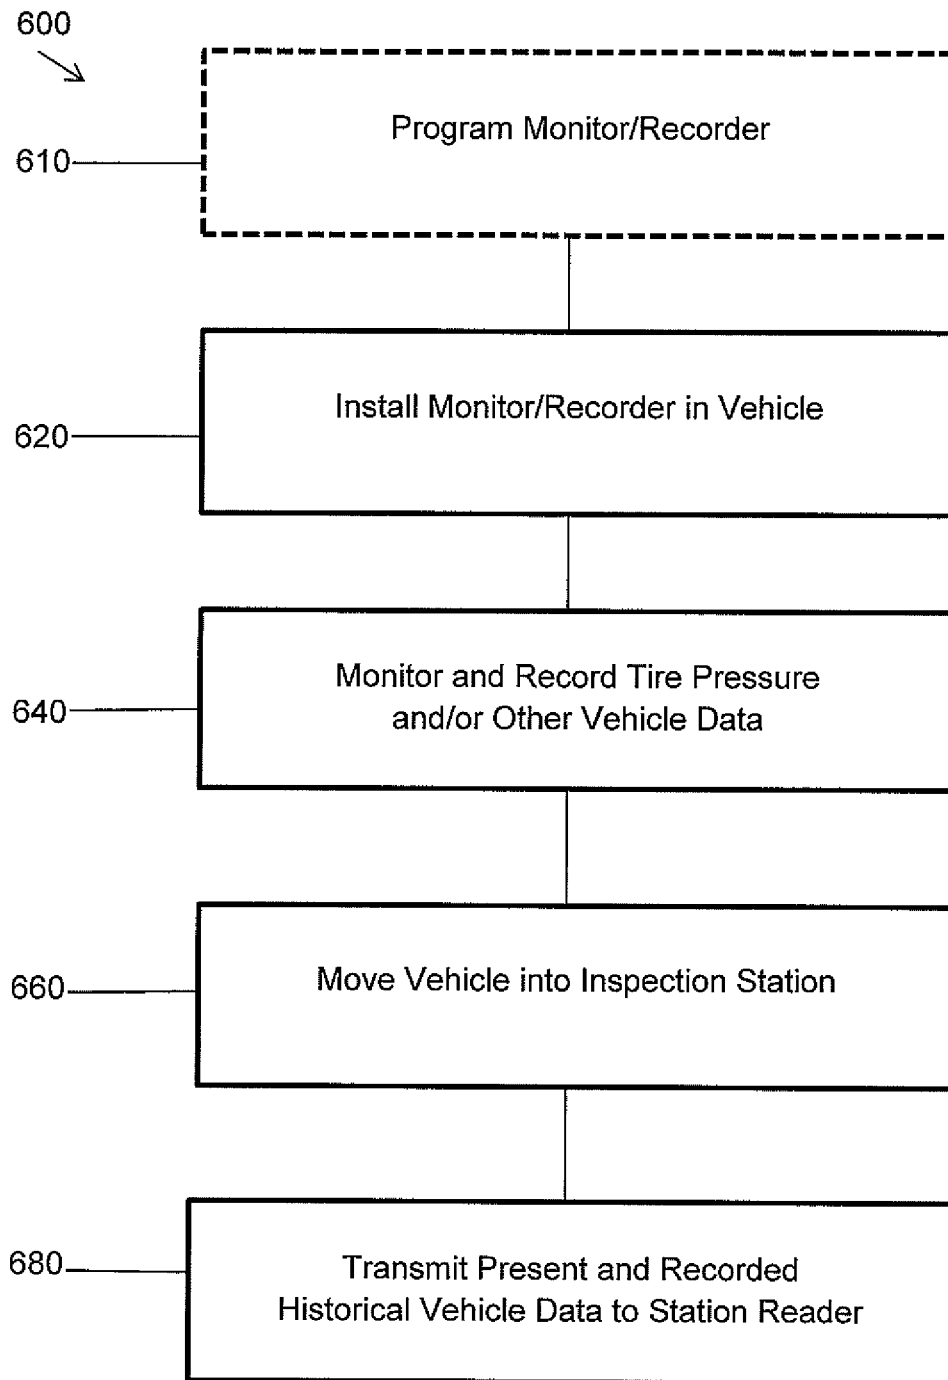 600
Program Monitor/Recorder
610
Install Monitor/Recorder in Vehicle
620
Monitor and Record Tire Pressure
and/or Other Vehicle Data
640
Move Vehicle into Inspection Station
660
Transmit Present and Recorded
Historical Vehicle Data to Station Reader
680